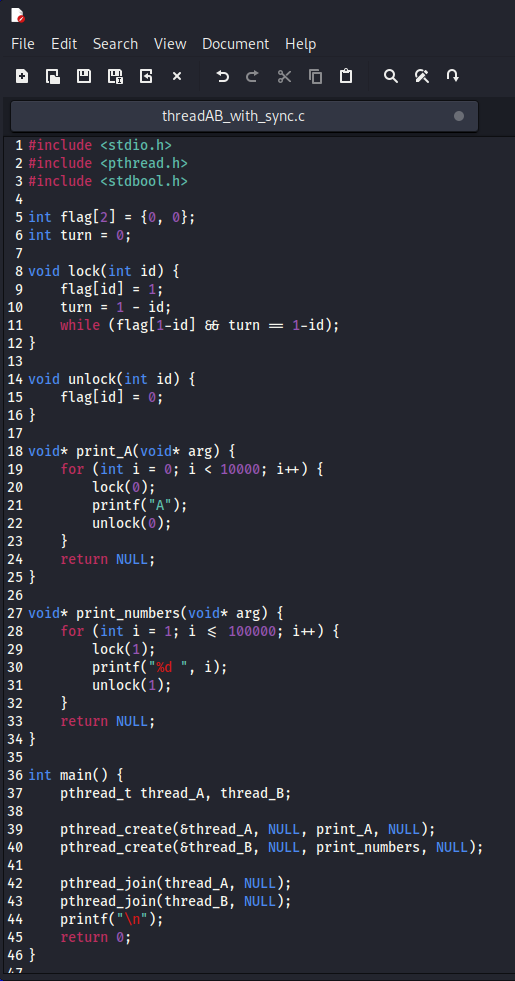 File Edit Search View Document Help
threadAB_with_sync.c
1 #include <stdio.h>
2 #include <pthread.h>
3 #include <stdbool.h>
4
5 int flag[2] = {0, 0};
6 int turn = 0;
7
8 void lock(int id) {
9     flag[id] = 1;
10     turn = 1 - id;
11     while (flag[1-id] && turn == 1-id);
12 }
13
14 void unlock(int id) {
15     flag[id] = 0;
16 }
17
18 void* print_A(void* arg) {
19     for (int i = 0; i < 10000; i++) {
20         lock(0);
21         printf("A");
22         unlock(0);
23     }
24     return NULL;
25 }
26
27 void* print_numbers(void* arg) {
28     for (int i = 1; i <= 100000; i++) {
29         lock(1);
30         printf("%d ", i);
31         unlock(1);
32     }
33     return NULL;
34 }
35
36 int main() {
37     pthread_t thread_A, thread_B;
38
39     pthread_create(&thread_A, NULL, print_A, NULL);
40     pthread_create(&thread_B, NULL, print_numbers, NULL);
41
42     pthread_join(thread_A, NULL);
43     pthread_join(thread_B, NULL);
44     printf("\n");
45     return 0;
46 }
47